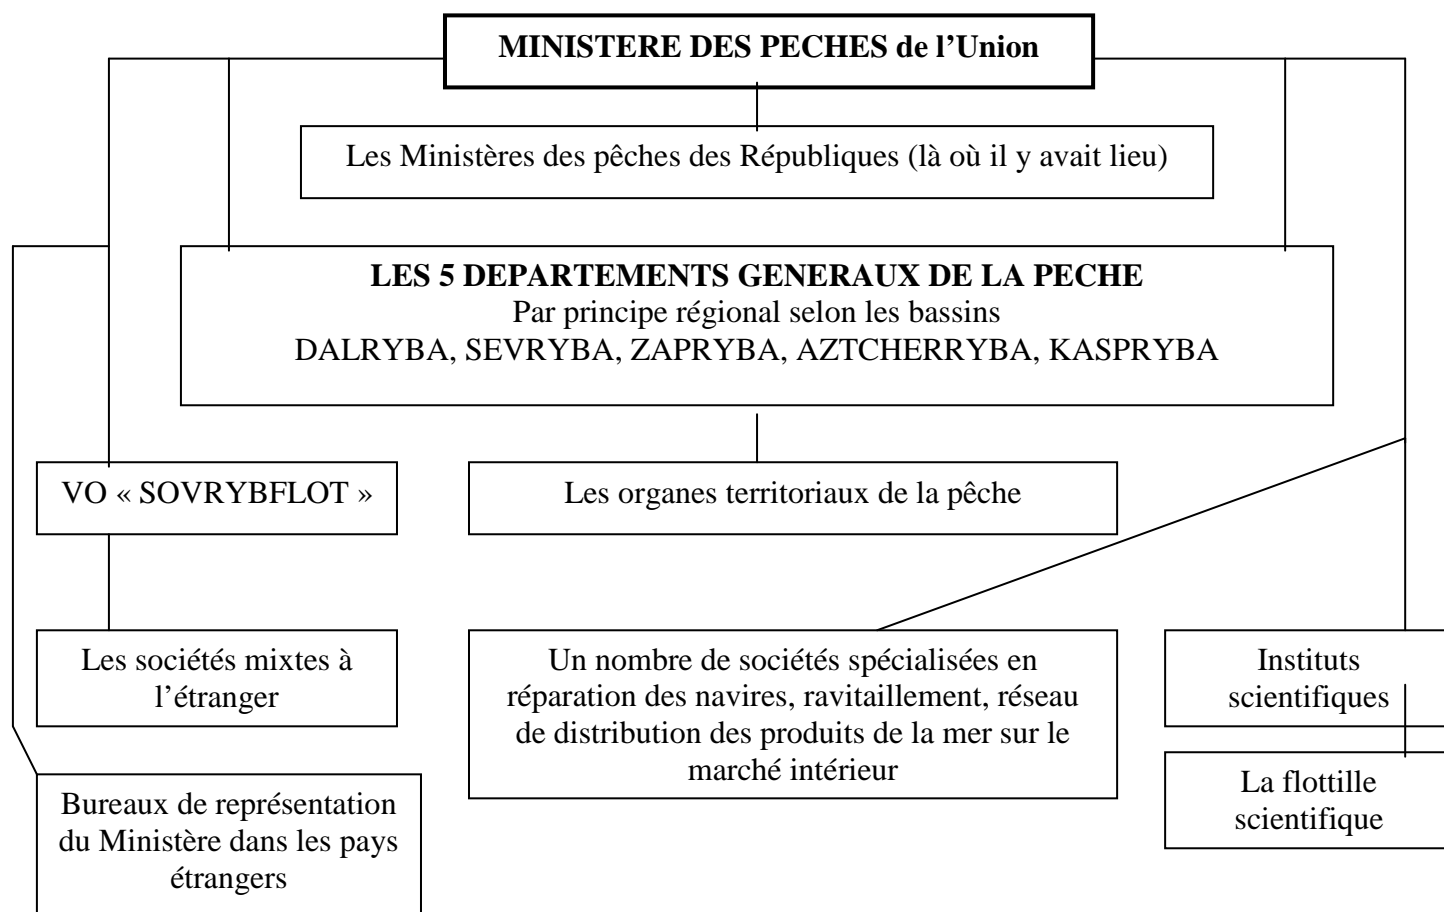 MINISTERE DES PECHES de l’Union
Les Ministères des pêches des Républiques (là où il y avait lieu)
LES 5 DEPARTEMENTS GENERAUX DE LA PECHE
Par principe régional selon les bassins
DALRYBA, SEVRYBA, ZAPRYBA, AZTCHERRYBA, KASPRYBA
VO « SOVRYBFLOT »
Les organes territoriaux de la pêche
Les sociétés mixtes à
l’étranger
Un nombre de sociétés spécialisées en
réparation des navires, ravitaillement, réseau
de distribution des produits de la mer sur le
marché intérieur
Instituts
scientifiques
La flottille
scientifique
Bureaux de représentation
du Ministère dans les pays
étrangers